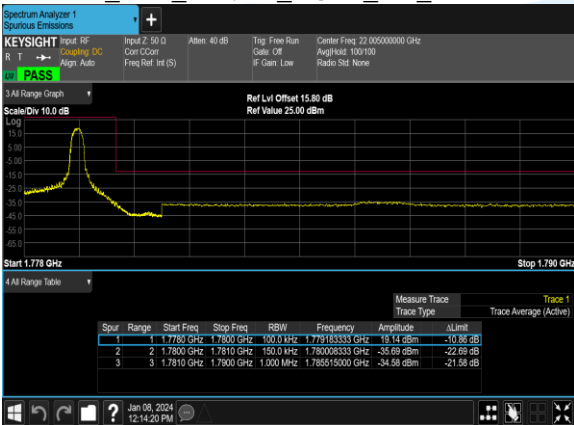 Spectrum Analyzer 1
Spurious Emissions
+
KEYSIGHT Input: RF Input Z: 50 Ω Atten: 40 dB Trig: Free Run Center Freq: 22.005000000 GHz
R T Coupling: DC Corr CCorr Gate: Off Avg|Hold: 100/100
Align: Auto Freq Ref: Int (S) IF Gain: Low Radio Std: None
PASS
3 All Range Graph
Ref Lvl Offset 15.80 dB
Scale/Div 10.0 dB Ref Value 25.00 dBm
Log
15.0
5.00
-5.00
-15.0
-25.0
-35.0
-45.0
-55.0
-65.0
Start 1.778 GHz Stop 1.790 GHz
4 All Range Table
Measure Trace Trace 1
Trace Type Trace Average (Active)
Spur Range Start Freq Stop Freq RBW Frequency Amplitude ΔLimit
1 1 1.7780 GHz 1.7800 GHz 100.0 kHz 1.779183333 GHz 19.14 dBm -10.86 dB
2 2 1.7800 GHz 1.7810 GHz 150.0 kHz 1.780008333 GHz -35.69 dBm -22.69 dB
3 3 1.7810 GHz 1.7900 GHz 1.000 MHz 1.785515000 GHz -34.58 dBm -21.58 dB
? Jan 08, 2024
12:14:20 PM